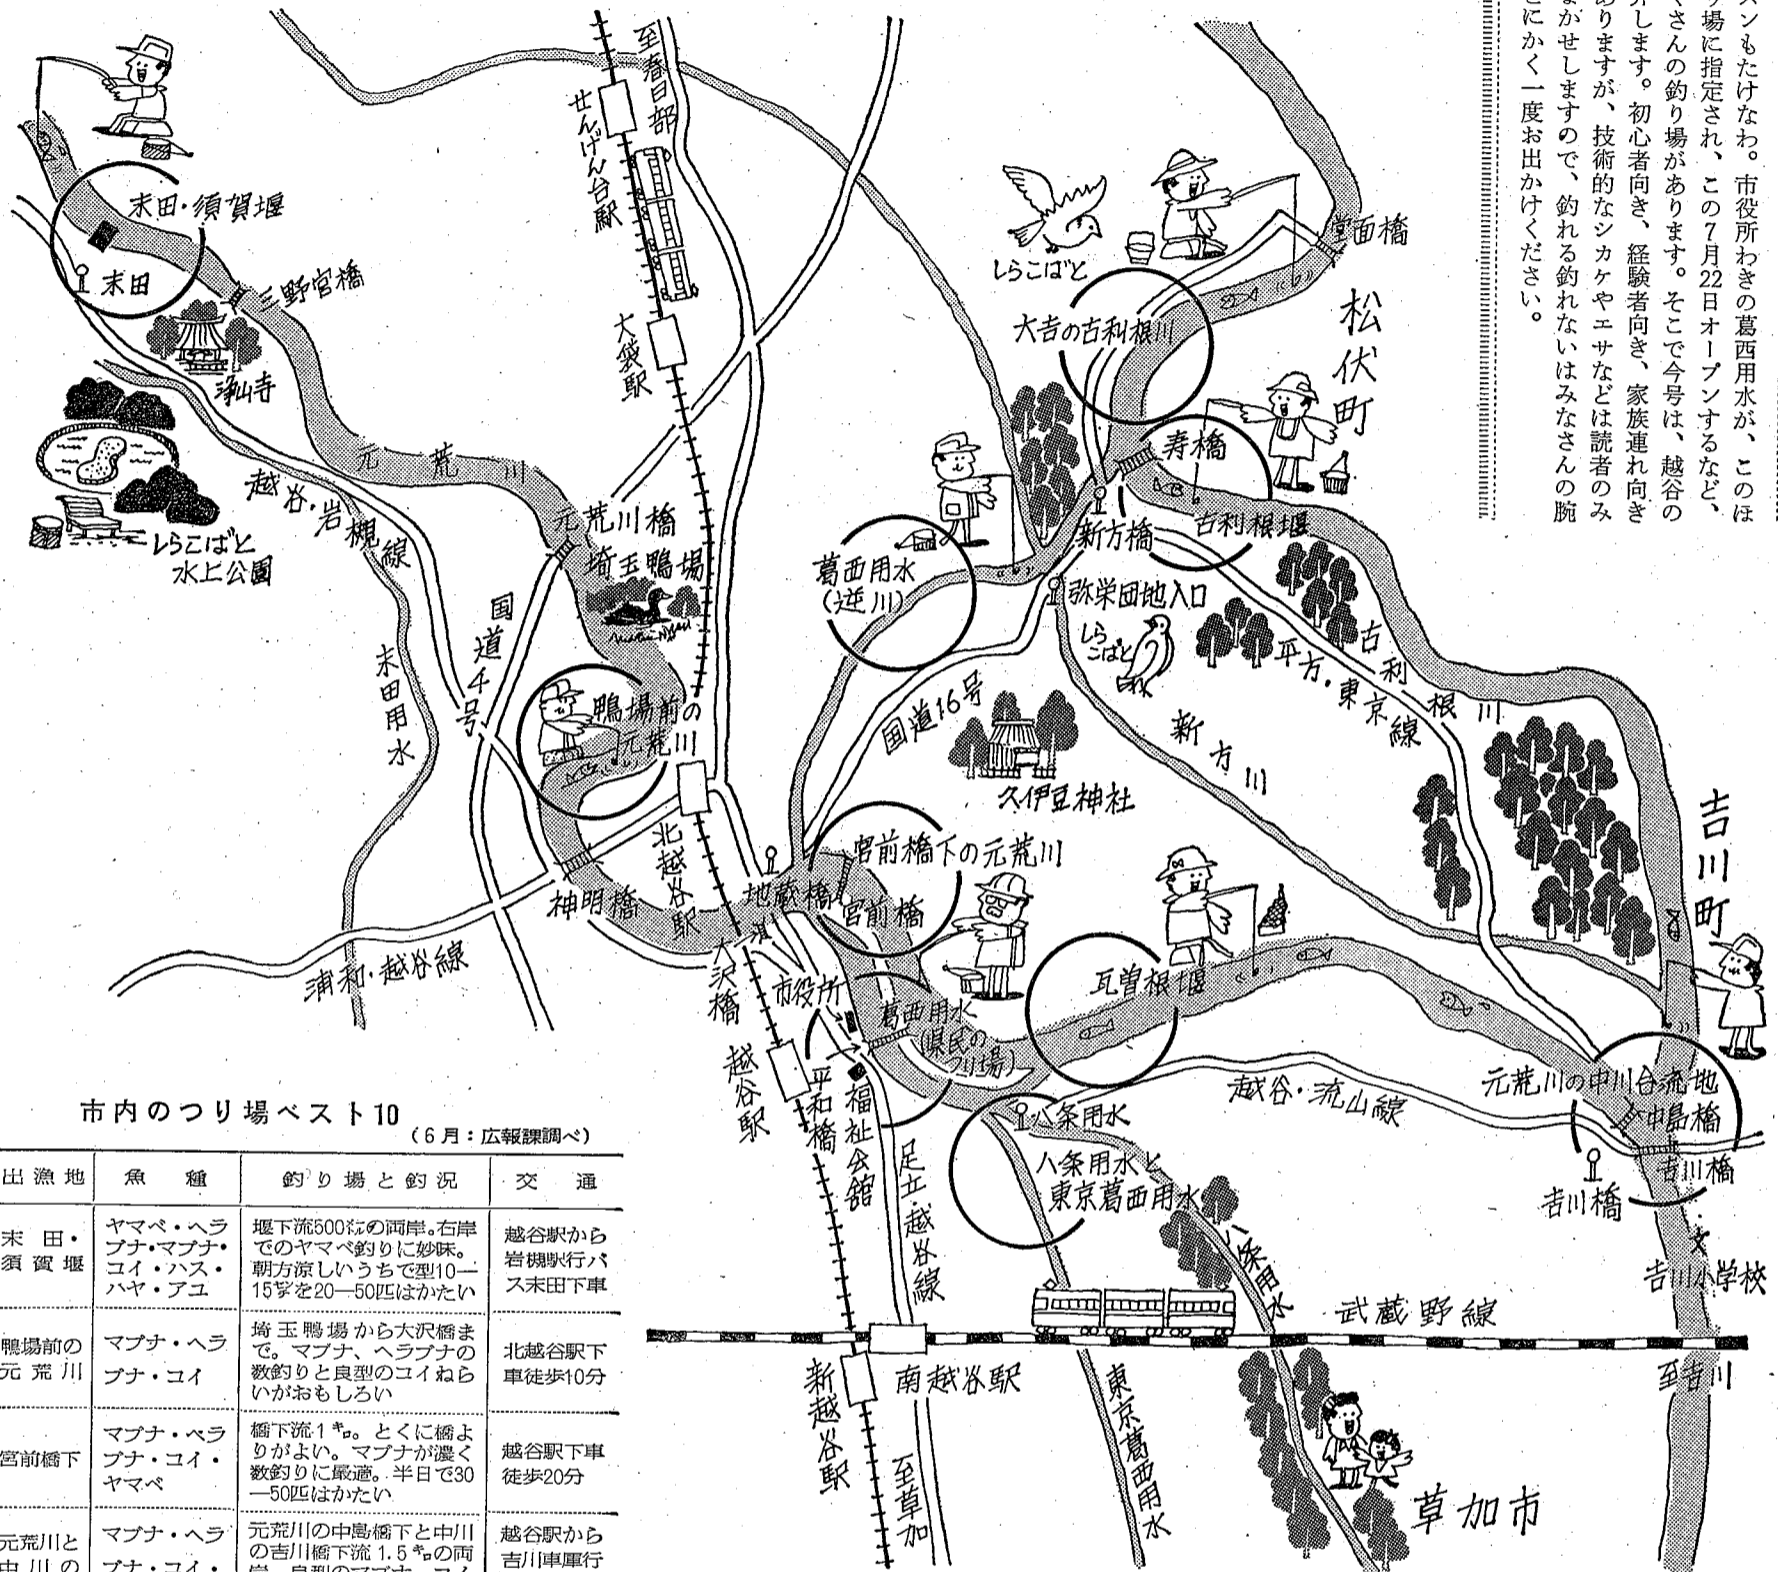 スンもたけなわ。市役所わきの葛西用水が、このほ
り場に指定され、この7月22日オープンするなど、
くさんの釣り場があります。そこで今号は、越谷の
介します。初心者向き、経験者向き、家族連れ向き
ありますが、技術的なシカケやエサなどは読者のみ
まかせしますので、釣れる釣れないはみなさんの腕
とにかく一度お出かけください。
至春日部
せんげん台駅
末田・須賀堰
末田
三野宮橋
浄山寺
しらこばと
水上公園
越谷・岩槻線
元荒川
大袋駅
元荒川橋
埼玉鴨場
国道4号
末田用水
鴨場前の
元荒川
北越谷駅
神明橋
浦和・越谷線
しらこばと
堂面橋
大吉の古利根川
松伏町
寿橋
古利根堰
新方橋
葛西用水
(逆川)
弥栄団地入口
しら
こばと
古利根川
平方・東京線
国道16号
新方川
久伊豆神社
吉川町
宮前橋下の元荒川
地蔵橋
宮前橋
大沢橋
市役所
瓦曽根堰
葛西用水
(県民の
つり場)
越谷駅
平和橋
福祉会館
八条用水
越谷・流山線
元荒川の中川合流地
中島橋
吉川橋
吉川橋
八条用水と
東京葛西用水
足立・越谷線
八条用水
吉川小学校
武蔵野線
新越谷駅
南越谷駅
至吉川
至草加
東京葛西用水
草加市
市内のつり場ベスト10
(6月:広報課調べ)
出漁地 魚種 釣り場と釣況 交通
末田・
須賀堰
ヤマベ・ヘラ
ブナ・マブナ・
コイ・ハス・
ハヤ・アユ
堰下流500㍍の両岸。右岸
でのヤマベ釣りに妙味。
朝方涼しいうちで型10―
15㌢を20―50匹はかたい
越谷駅から
岩槻駅行バ
ス末田下車
鴨場前の
元荒川
マブナ・ヘラ
ブナ・コイ
埼玉鴨場から大沢橋ま
で。マブナ、ヘラブナの
数釣りと良型のコイねら
いがおもしろい
北越谷駅下
車徒歩10分
宮前橋下
マブナ・ベラ
ブナ・コイ・
ヤマベ
橋下流1㌔。とくに橋よ
りがよい。マブナが濃く
数釣りに最適。半日で30
―50匹はかたい
越谷駅下車
徒歩20分
元荒川と
中川の
マブナ・ヘラ
ブナ・コイ・
元荒川の中島橋下と中川
の吉川橋下流1.5㌔の両
越谷駅から
吉川車庫行